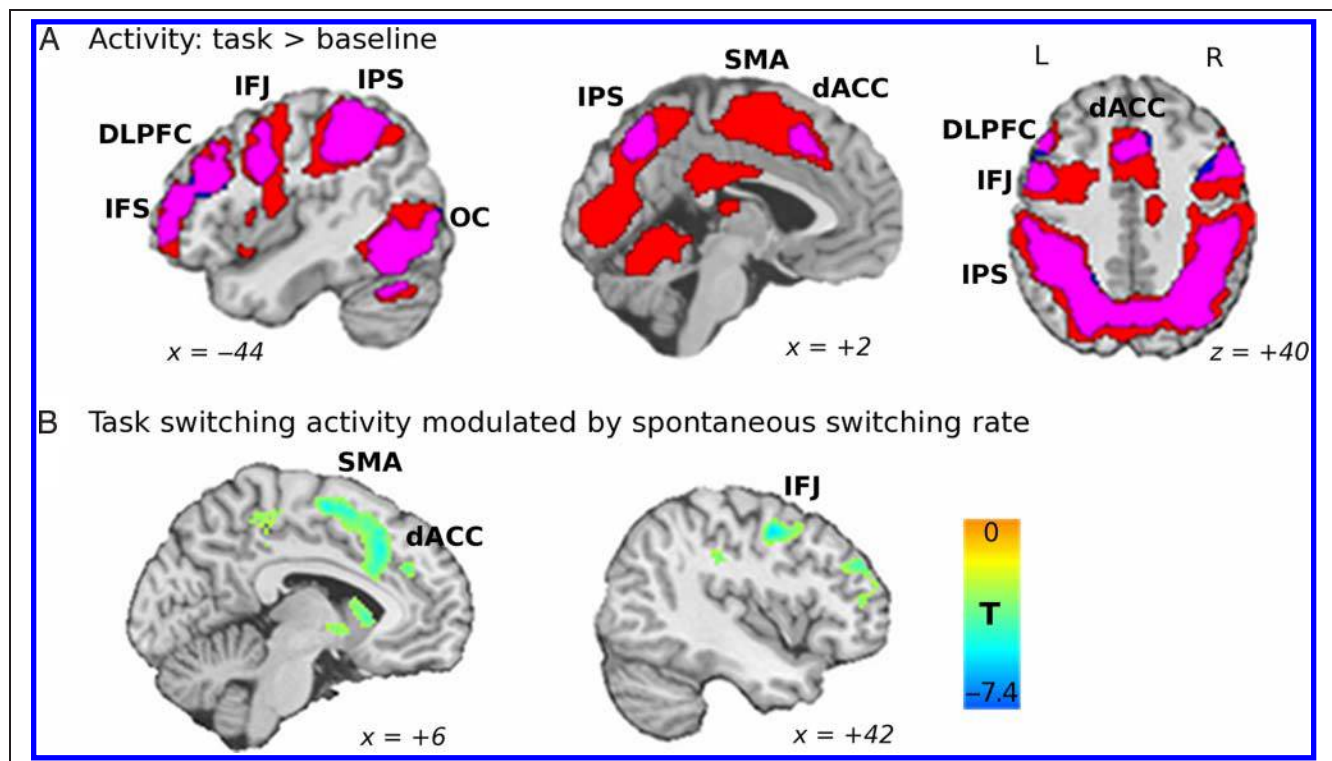 A Activity: task > baseline
SMA
L R
IFJ IPS
IPS
dACC
dACC
DLPFC
DLPFC
IFJ
IFS
OC
IPS
x = –44
x = +2
z = +40
B Task switching activity modulated by spontaneous switching rate
SMA
IFJ
dACC
0
T
–7.4
x = +6
x = +42